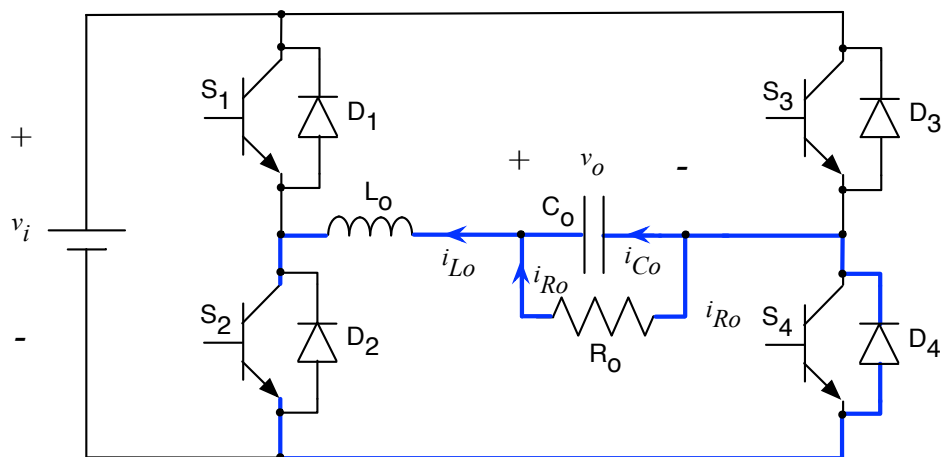 S1
D1
S3
D3
+
+
vo
-
Lo
Co
vi
iLo
iRo
iCo
iRo
S2
D2
Ro
S4
D4
-